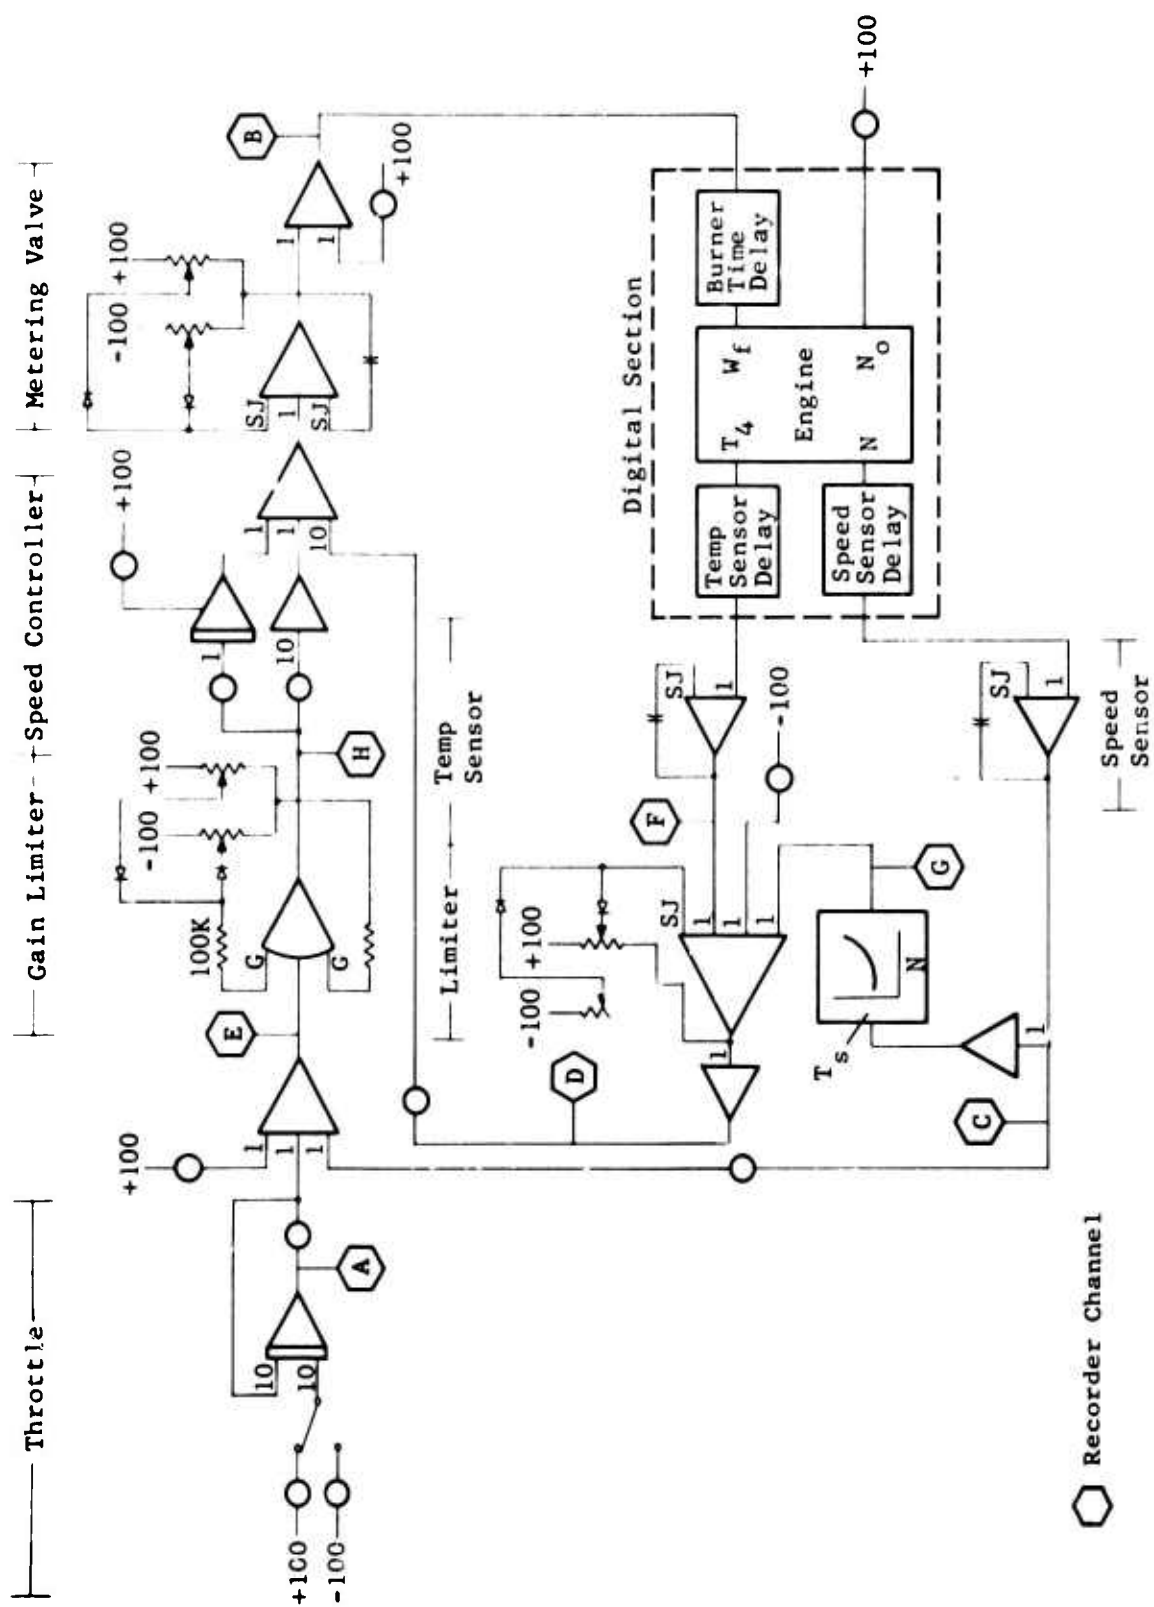 Throttle
Gain Limiter
Speed Controller
Metering Valve
+100
-100
10
10
A
+100
1
1
1
E
100K
G
G
-100
+100
H
1
10
+100
1
1
10
SJ
1
SJ
-100
+100
1
1
+100
B
Limiter
Temp
Sensor
D
-100
+100
SJ
1
1
1
1
F
SJ
1
-100
Digital Section
Temp
Sensor
Delay
Speed
Sensor
Delay
T4
Wf
Engine
N
No
Burner
Time
Delay
+100
Ts
N
G
1
C
SJ
1
Speed
Sensor
Recorder Channel